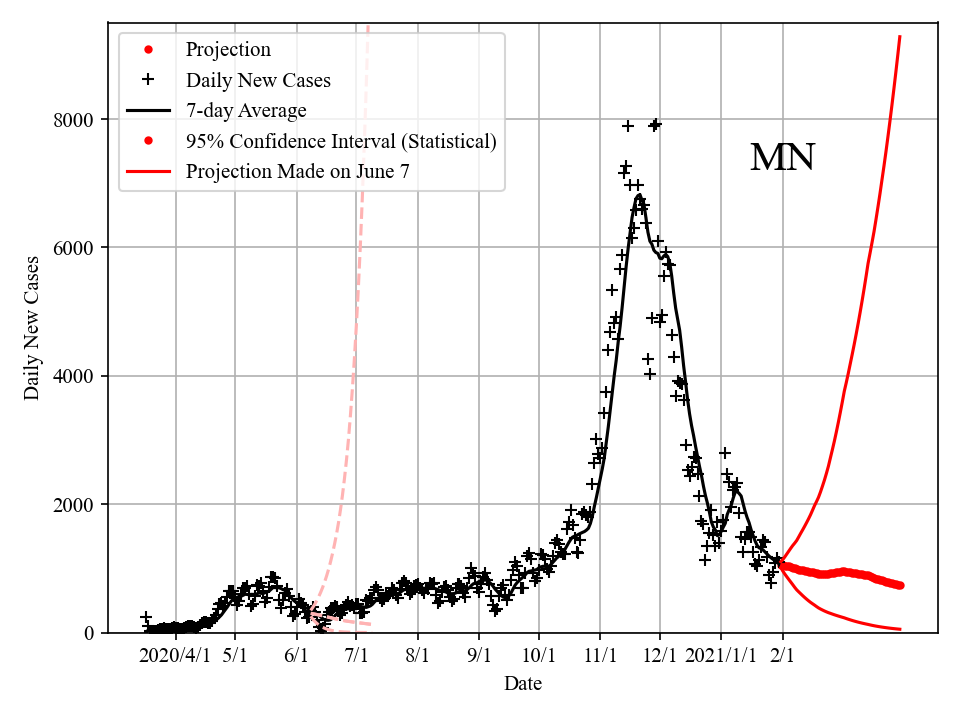 Projection
Daily New Cases
7-day Average
95% Confidence Interval (Statistical)
Projection Made on June 7
MN
Daily New Cases
8000
6000
4000
2000
0
2020/4/1 5/1 6/1 7/1 8/1 9/1 10/1 11/1 12/1 2021/1/1 2/1
Date